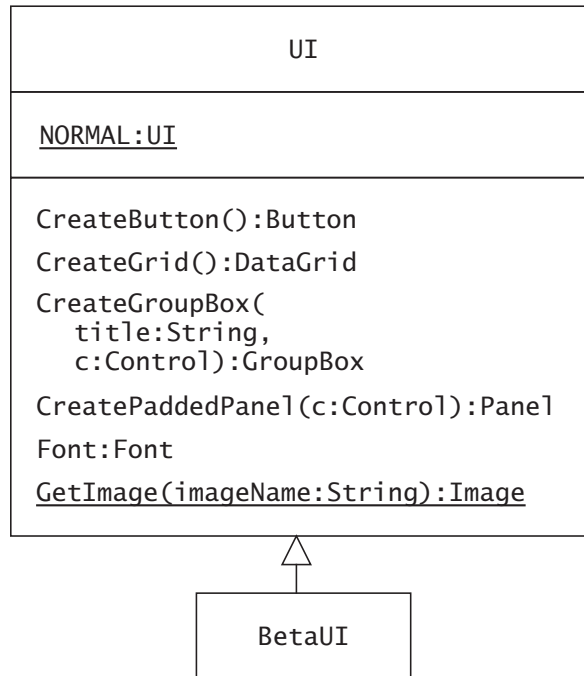 UI
NORMAL:UI
CreateButton():Button
CreateGrid():DataGrid
CreateGroupBox(
title:String,
c:Control):GroupBox
CreatePaddedPanel(c:Control):Panel
Font:Font
GetImage(imageName:String):Image
BetaUI